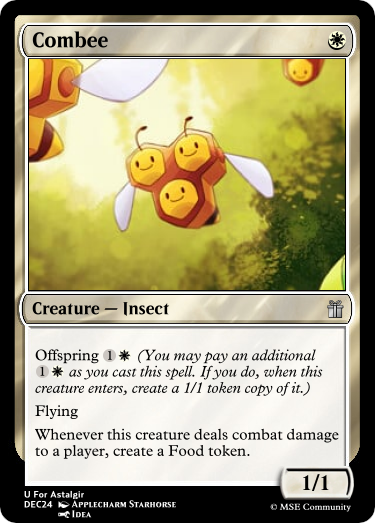 Combee
Creature — Insect
Offspring 1 (You may pay an additional
1 as you cast this spell. If you do, when this
creature enters, create a 1/1 token copy of it.)
Flying
Whenever this creature deals combat damage
to a player, create a Food token.
1/1
U For Astalgir
DEC24 Applecharm Starhorse
Idea
© MSE Community